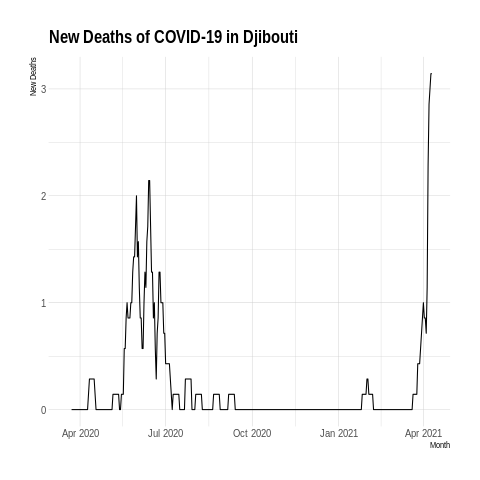 New Deaths of COVID-19 in Djibouti
New Deaths
3
2
1
0
Apr 2020 Jul 2020 Oct 2020 Jan 2021 Apr 2021
Month